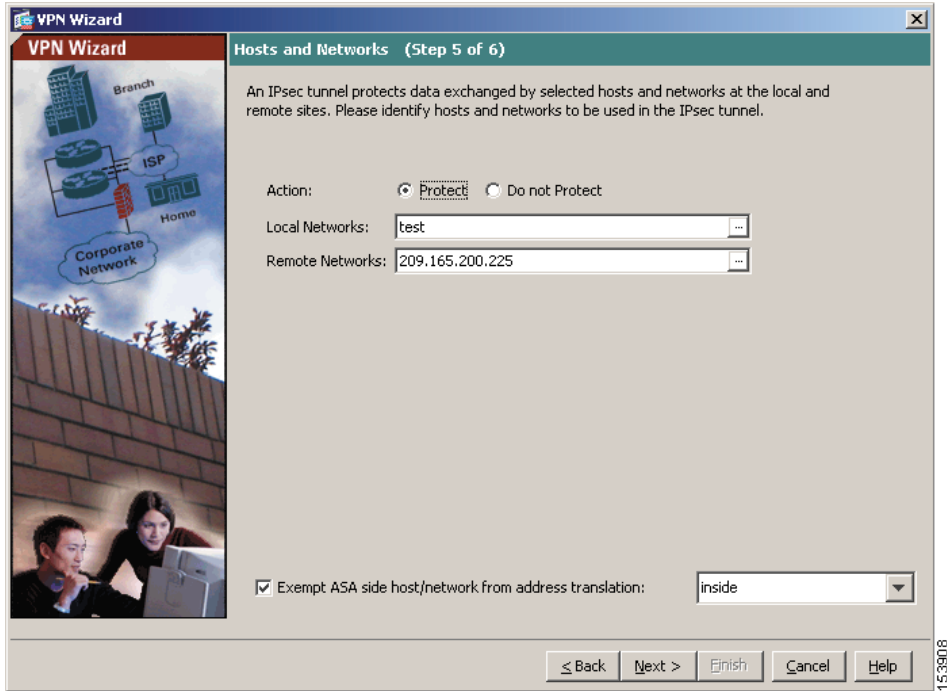 VPN Wizard
VPN Wizard
Branch
ISP
Home
Corporate
Network
Hosts and Networks (Step 5 of 6)
An IPsec tunnel protects data exchanged by selected hosts and networks at the local and
remote sites. Please identify hosts and networks to be used in the IPsec tunnel.
Action: Protect Do not Protect
Local Networks: test ...
Remote Networks: 209.165.200.225 ...
Exempt ASA side host/network from address translation: inside
< Back Next > Finish Cancel Help
153908